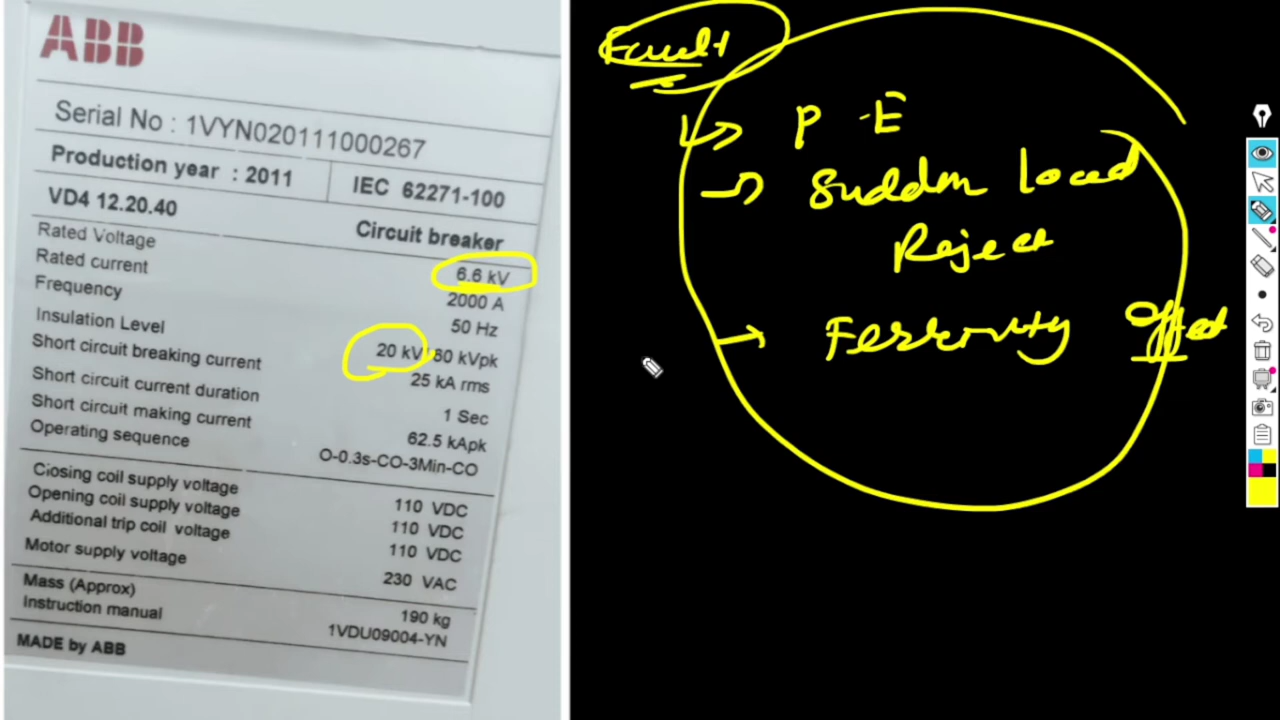 ABB
Serial No : 1VYN020111000267
Production year : 2011 IEC 62271-100
VD4 12.20.40 Circuit breaker
Rated Voltage 6.6 kV
Rated current 2000 A
Frequency 50 Hz
Insulation Level 20 kV/60 kVpk
Short circuit breaking current 25 kA rms
Short circuit current duration 1 Sec
Short circuit making current 62.5 kApk
Operating sequence O-0.3s-CO-3Min-CO
Closing coil supply voltage 110 VDC
Opening coil supply voltage 110 VDC
Additional trip coil voltage 110 VDC
Motor supply voltage 230 VAC
Mass (Approx) 190 kg
Instruction manual 1VDU09004-YN
MADE by ABB
Fault
P-E
Sudden load
Reject
Effect